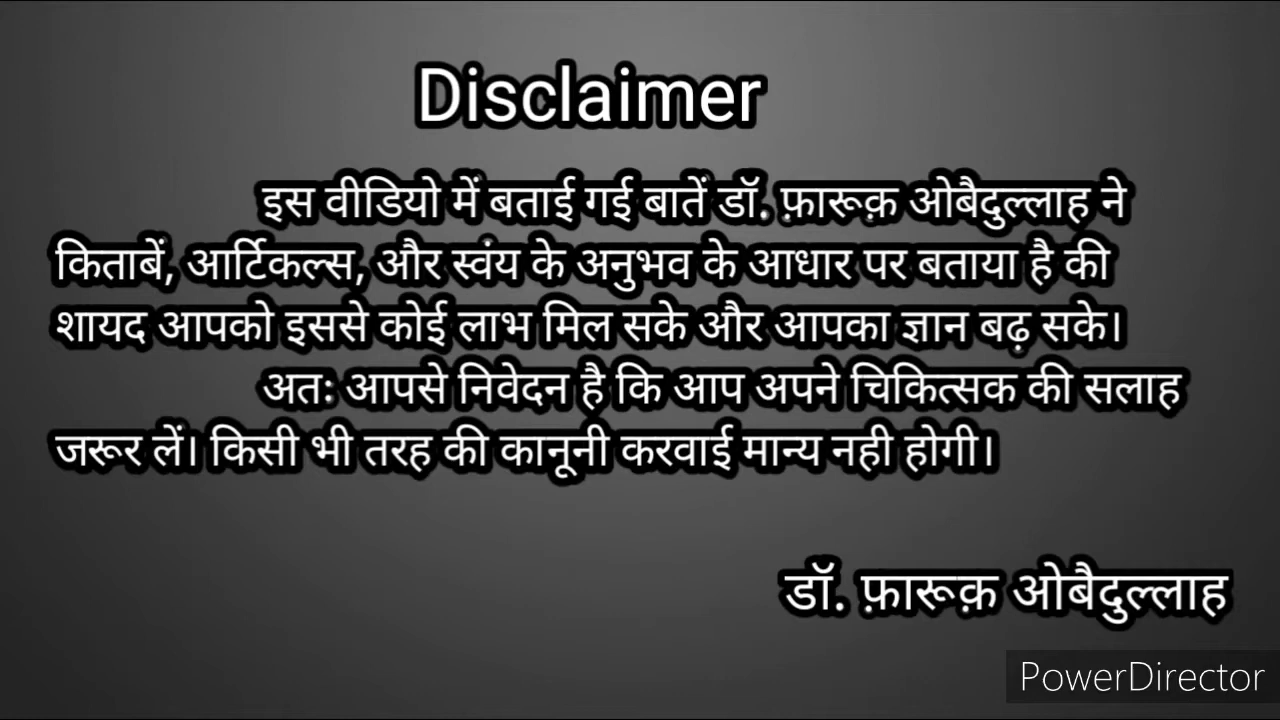 Disclaimer
इस वीडियो में बताई गई बातें डॉ. फ़ारूक़ ओबैदुल्लाह ने
किताबें, आर्टिकल्स, और स्वंय के अनुभव के आधार पर बताया है की
शायद आपको इससे कोई लाभ मिल सके और आपका ज्ञान बढ़ सके।
अतः आपसे निवेदन है कि आप अपने चिकित्सक की सलाह
जरूर लें। किसी भी तरह की कानूनी करवाई मान्य नही होगी।
डॉ. फ़ारूक़ ओबैदुल्लाह
PowerDirector